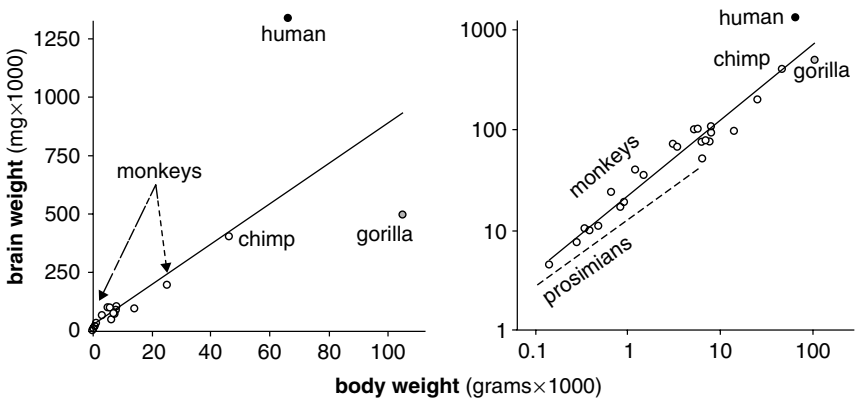 brain weight (mg×1000)
1250
1000
750
500
250
0
0
20
40
60
80
100
human
monkeys
chimp
gorilla
1000
100
10
1
0.1
1
10
100
human
chimp
gorilla
monkeys
prosimians
body weight (grams×1000)